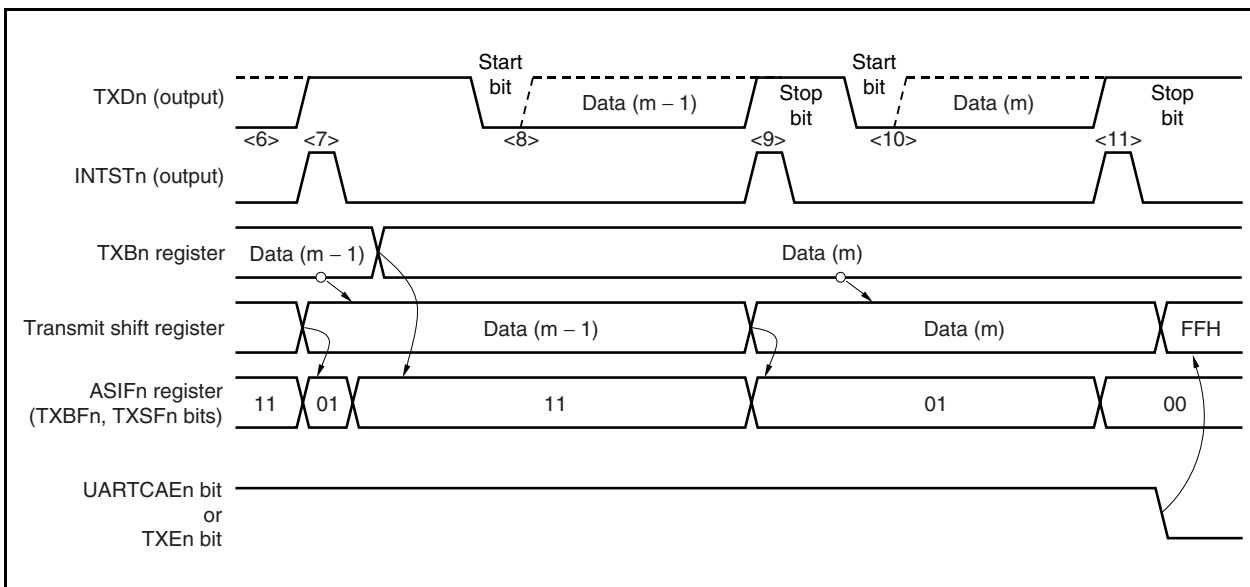 Start
bit
Start
bit
TXDn (output)
Data (m – 1)
Stop
bit
Data (m)
Stop
bit
<6>
<7>
<8>
<9>
<10>
<11>
INTSTn (output)
TXBn register
Data (m – 1)
Data (m)
Transmit shift register
Data (m – 1)
Data (m)
FFH
ASIFn register
(TXBFn, TXSFn bits)
11
01
11
01
00
UARTCAEn bit
or
TXEn bit